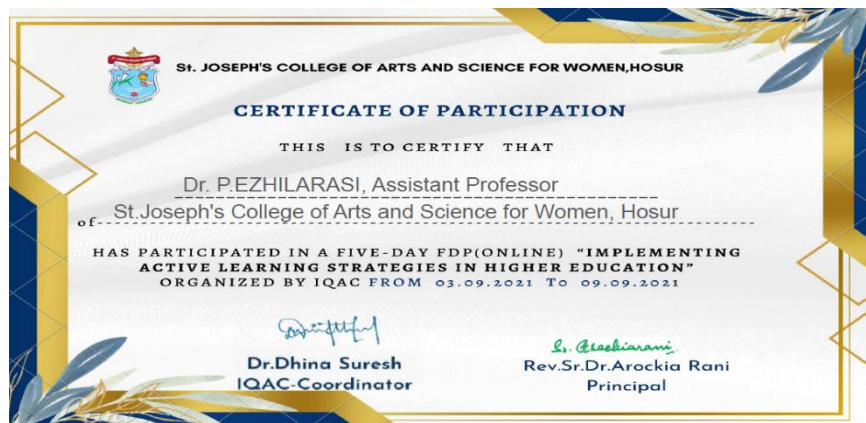 St. JOSEPH'S COLLEGE OF ARTS AND SCIENCE FOR WOMEN,HOSUR
CERTIFICATE OF PARTICIPATION
THIS IS TO CERTIFY THAT
Dr. P.EZHILARASI, Assistant Professor
of St.Joseph's College of Arts and Science for Women, Hosur
HAS PARTICIPATED IN A FIVE-DAY FDP(ONLINE) "IMPLEMENTING
ACTIVE LEARNING STRATEGIES IN HIGHER EDUCATION"
ORGANIZED BY IQAC FROM 03.09.2021 To 09.09.2021
Dr.Dhina Suresh
IQAC-Coordinator
Rev.Sr.Dr.Arockia Rani
Principal